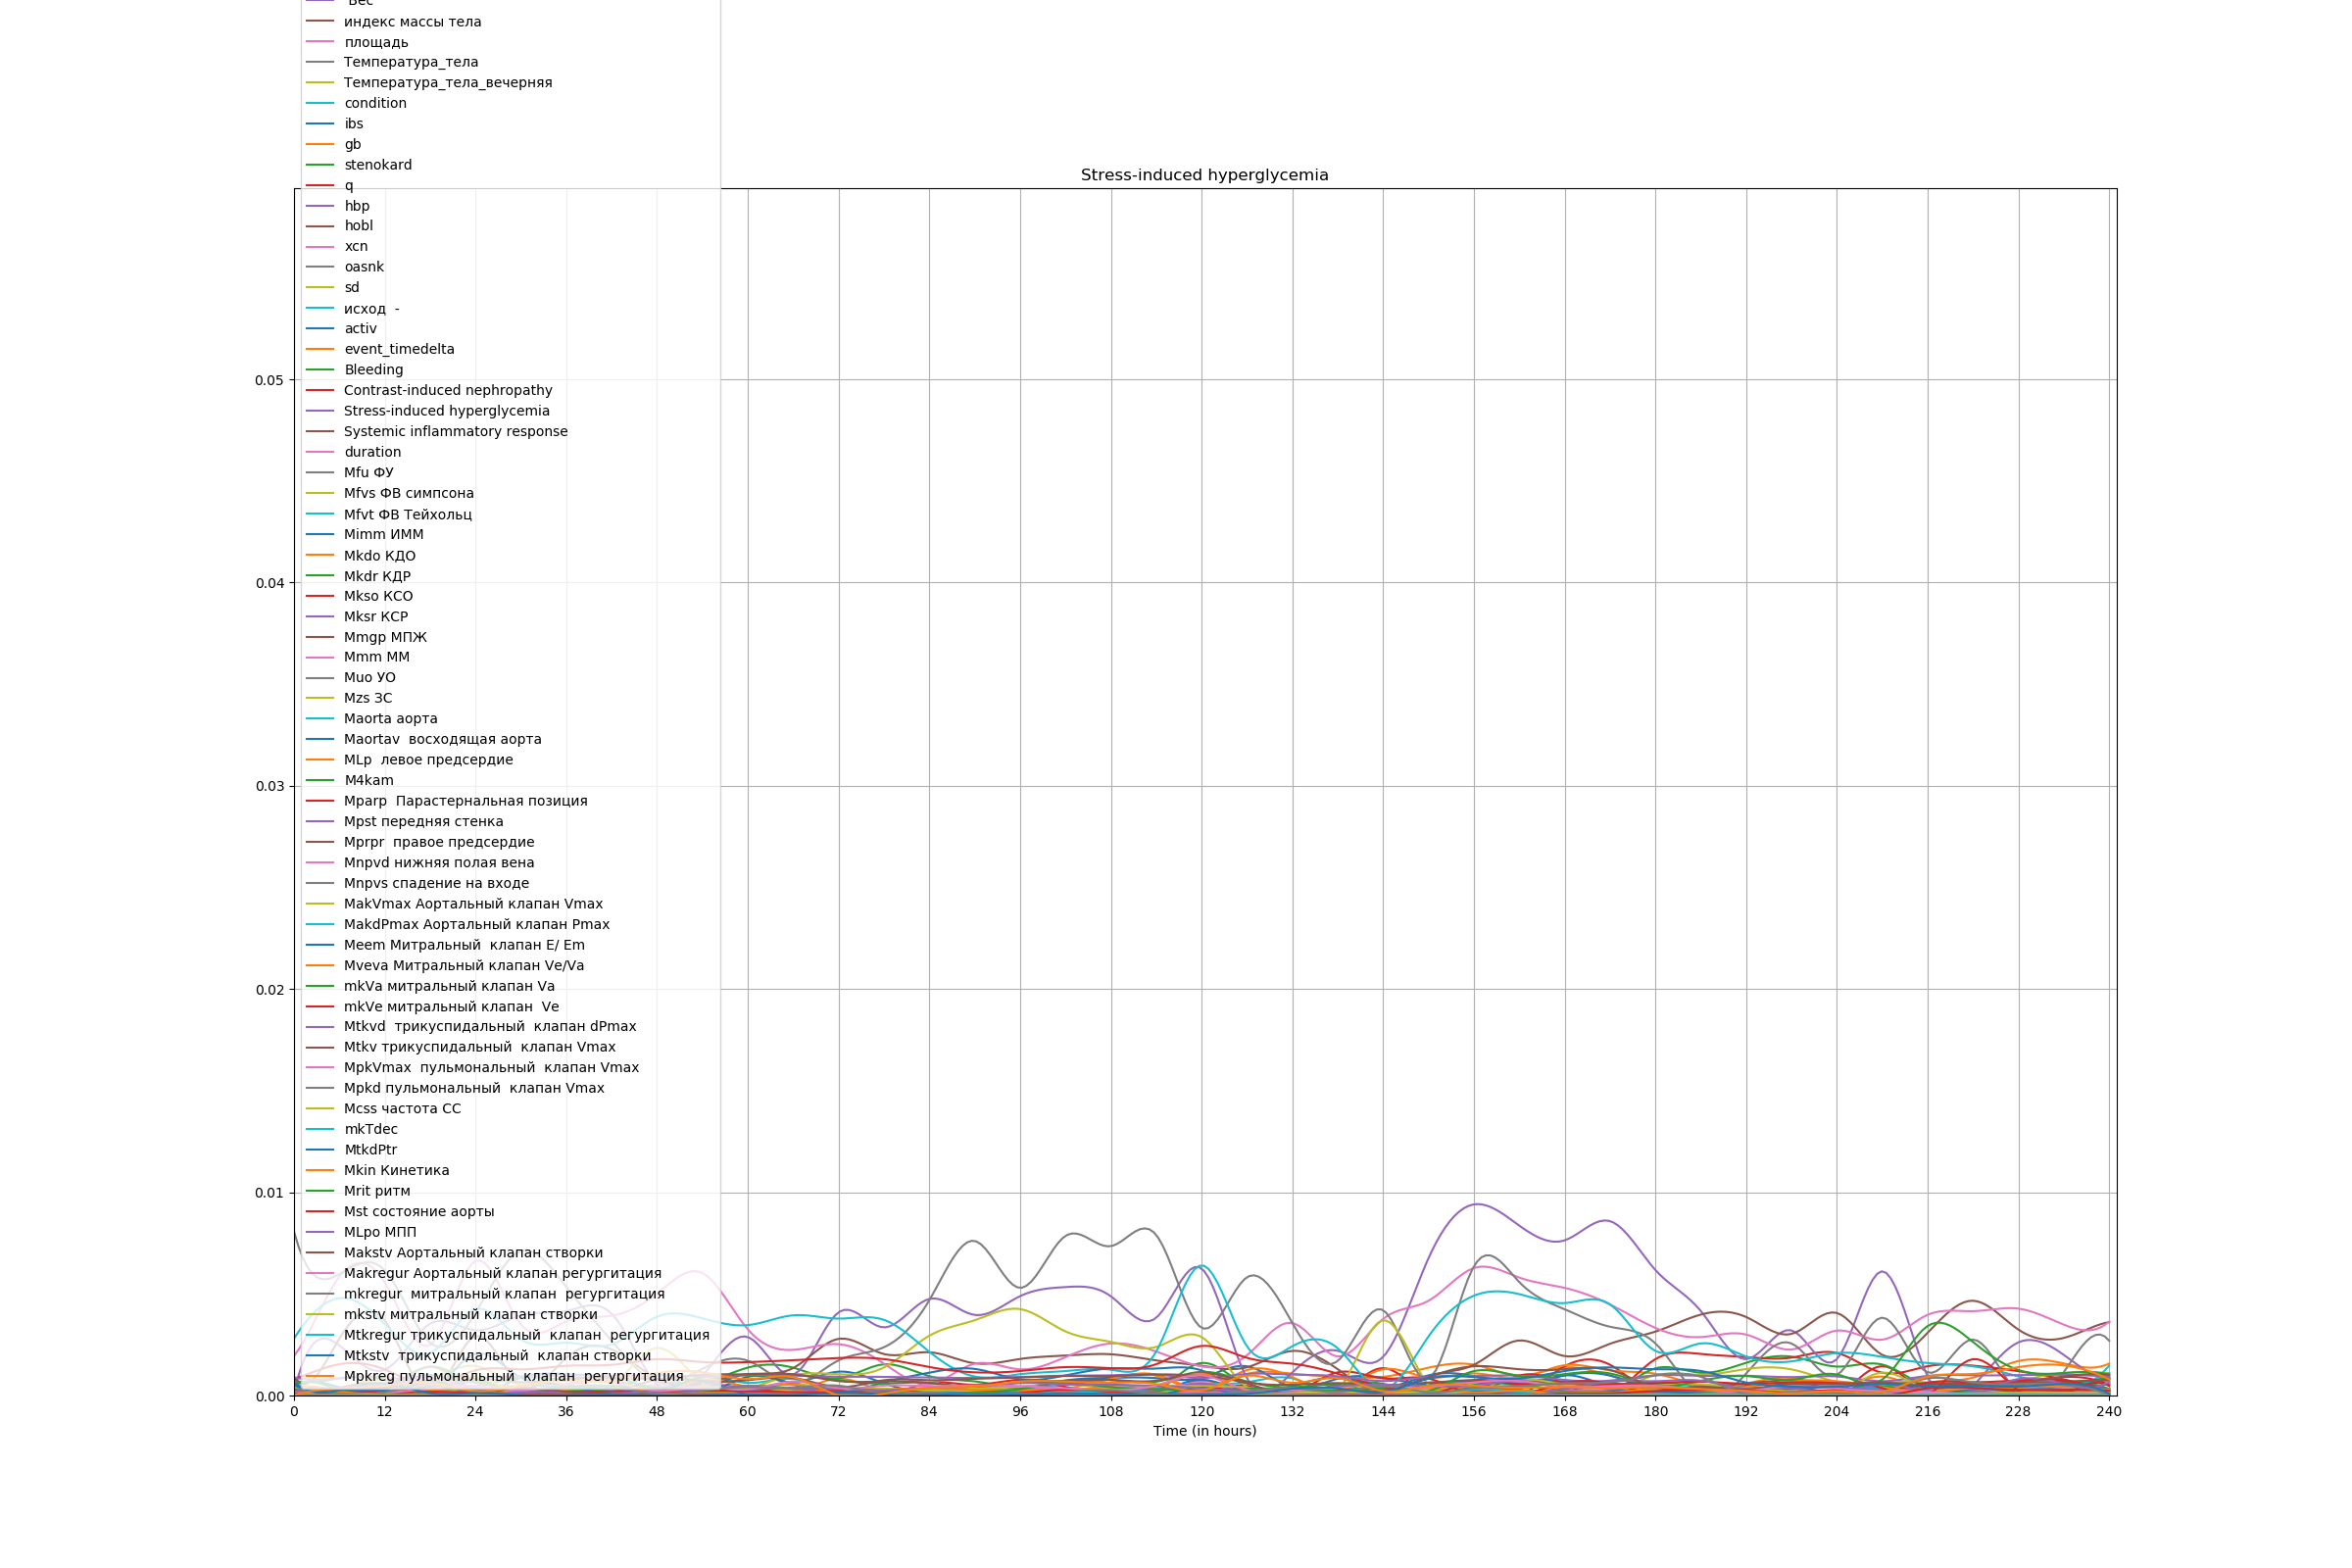 Вес
индекс массы тела
площадь
Температура_тела
Температура_тела_вечерняя
condition
ibs
gb
stenokard
q
hbp
hobl
xcn
oasnk
sd
исход  -
activ
event_timedelta
Bleeding
Contrast-induced nephropathy
Stress-induced hyperglycemia
Systemic inflammatory response
duration
Mfu ФУ
Mfvs ФВ симпсона
Mfvt ФВ Тейхольц
Mimm ИММ
Mkdo КДО
Mkdr КДР
Mkso КСО
Mksr КСР
Mmgp МПЖ
Mmm ММ
Muo УО
Mzs ЗС
Maorta аорта
Maortav  восходящая аорта
MLp  левое предсердие
M4kam
Mparp  Парастернальная позиция
Mpst передняя стенка
Mprpr  правое предсердие
Mnpvd нижняя полая вена
Mnpvs спадение на входе
MakVmax Аортальный клапан Vmax
MakdPmax Аортальный клапан Pmax
Meem Митральный  клапан E/ Em
Mveva Митральный клапан Ve/Va
mkVa митральный клапан Va
mkVe митральный клапан  Ve
Mtkvd  трикуспидальный  клапан dPmax
Mtkv трикуспидальный  клапан Vmax
MpkVmax  пульмональный  клапан Vmax
Mpkd пульмональный  клапан Vmax
Mcss частота СС
mkTdec
MtkdPtr
Mkin Кинетика
Mrit ритм
Mst состояние аорты
MLpo МПП
Makstv Аортальный клапан створки
Makregur Аортальный клапан регургитация
mkregur  митральный клапан  регургитация
mkstv митральный клапан створки
Mtkregur трикуспидальный  клапан  регургитация
Mtkstv  трикуспидальный  клапан створки
Mpkreg пульмональный  клапан  регургитация
Stress-induced hyperglycemia
0.05
0.04
0.03
0.02
0.01
0.00
0 12 24 36 48 60 72 84 96 108 120 132 144 156 168 180 192 204 216 228 240
Time (in hours)